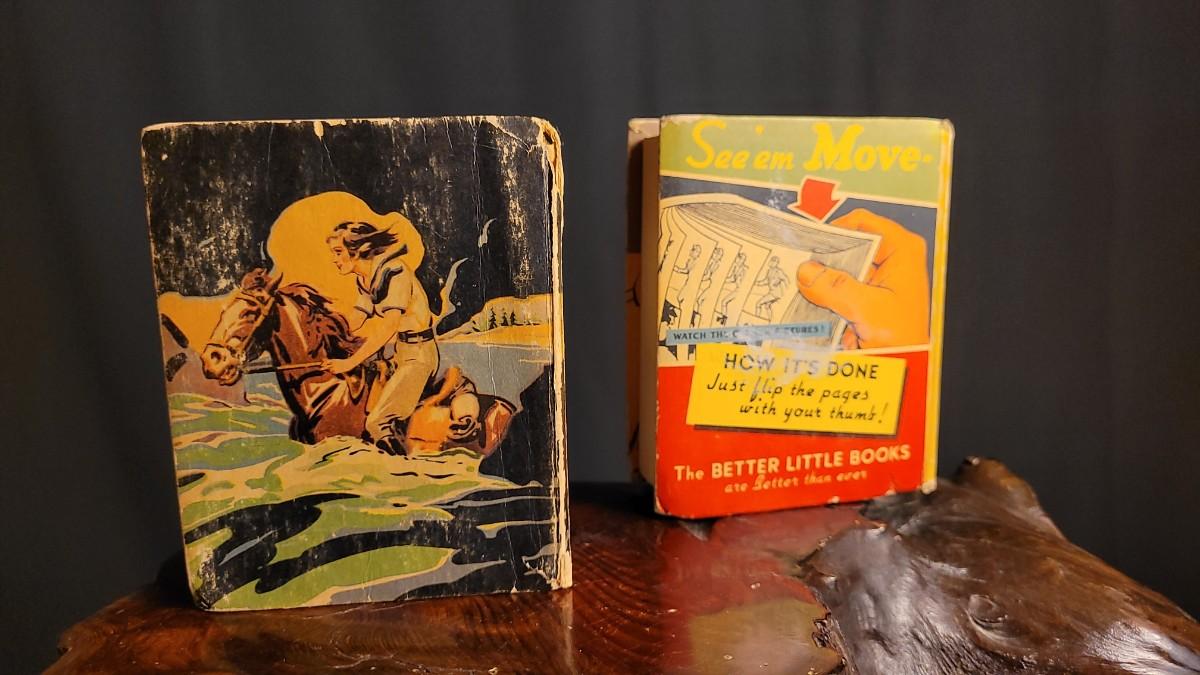 See 'em Move-
WATCH THE PICTURES!
HOW IT'S DONE
Just flip the pages
with your thumb!
The BETTER LITTLE BOOKS
are better than ever